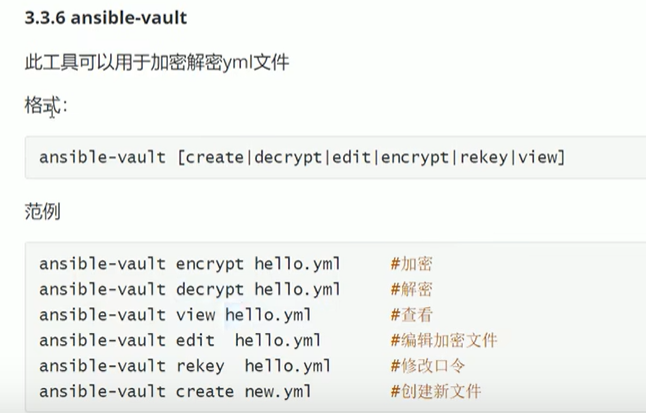 3.3.6 ansible-vault
此工具可以用于加密解密yml文件
格式：
ansible-vault [create|decrypt|edit|encrypt|rekey|view]
范例
ansible-vault encrypt hello.yml #加密
ansible-vault decrypt hello.yml #解密
ansible-vault view hello.yml #查看
ansible-vault edit  hello.yml #编辑加密文件
ansible-vault rekey  hello.yml #修改口令
ansible-vault create new.yml #创建新文件